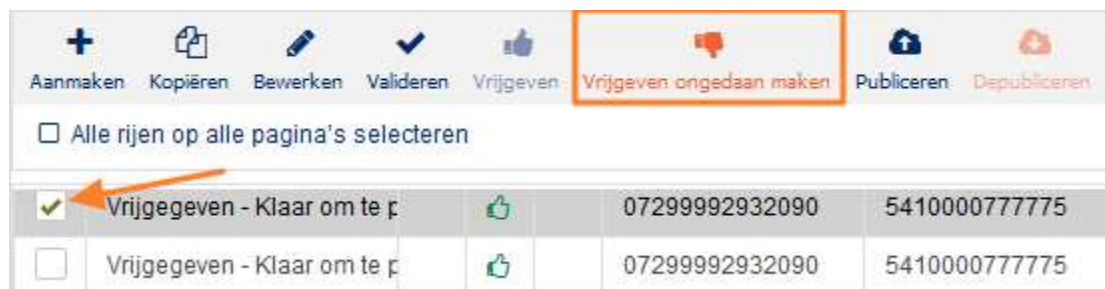 Aanmaken Kopiëren Bewerken Valideren Vrijgeven Vrijgeven ongedaan maken Publiceren Depubliceren
Alle rijen op alle pagina's selecteren
Vrijgegeven - Klaar om te p 07299992932090 5410000777775
Vrijgegeven - Klaar om te p 07299992932090 5410000777775